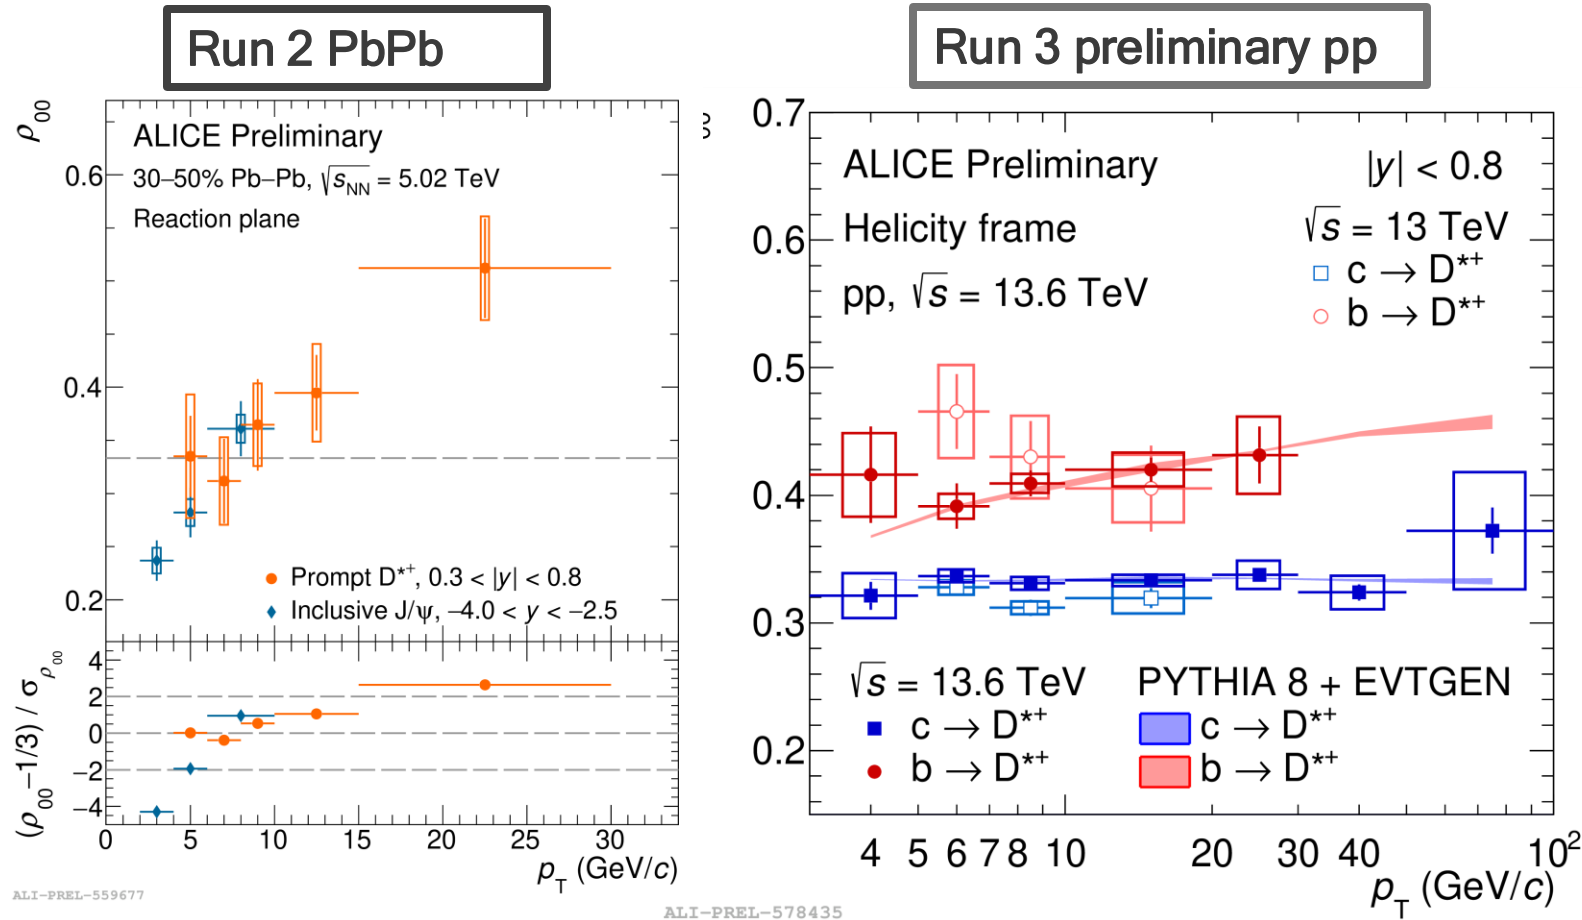 Run 2 PbPb
ρ₀₀
ALICE Preliminary
30–50% Pb–Pb, √s_NN = 5.02 TeV
Reaction plane
0.6
0.4
0.2
Prompt D*⁺, 0.3 < |y| < 0.8
Inclusive J/ψ, –4.0 < y < –2.5
(ρ₀₀ –1/3) / σ_ρ₀₀
4
2
0
−2
−4
0 5 10 15 20 25 30
p_T (GeV/c)
ALI-PREL-559677
Run 3 preliminary pp
0.7
0.6
0.5
0.4
0.3
0.2
ALICE Preliminary
|y| < 0.8
Helicity frame
√s = 13 TeV
c → D*⁺
b → D*⁺
pp, √s = 13.6 TeV
√s = 13.6 TeV
c → D*⁺
b → D*⁺
PYTHIA 8 + EVTGEN
c → D*⁺
b → D*⁺
4 5 6 7 8 10 20 30 40 10²
p_T (GeV/c)
ALI-PREL-578435